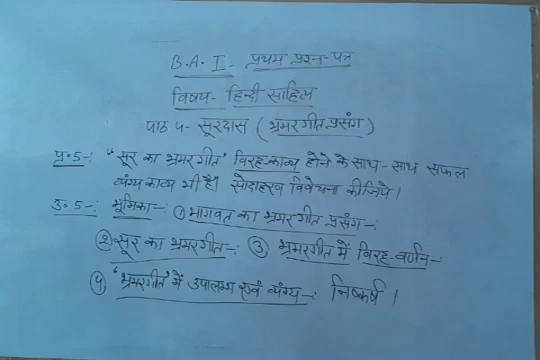 B.A. I - प्रथम प्रश्न-पत्र
विषय - हिन्दी साहित्य
पाठ 4- सूरदास (भ्रमरगीत प्रसंग)
प्र.5-: "सूर का भ्रमरगीत" विरह-काव्य होने के साथ-साथ सफल
व्यंग्य काव्य भी है। सोदाहरण विवेचना कीजिये।
उ.5-: भूमिका-: ① भागवत का भ्रमरगीत प्रसंग-:
② सूर का भ्रमरगीत-: ③ भ्रमरगीत में विरह-वर्णन-:
④ 'भ्रमरगीत' में उपालम्भ एवं व्यंग्य-: निष्कर्ष।